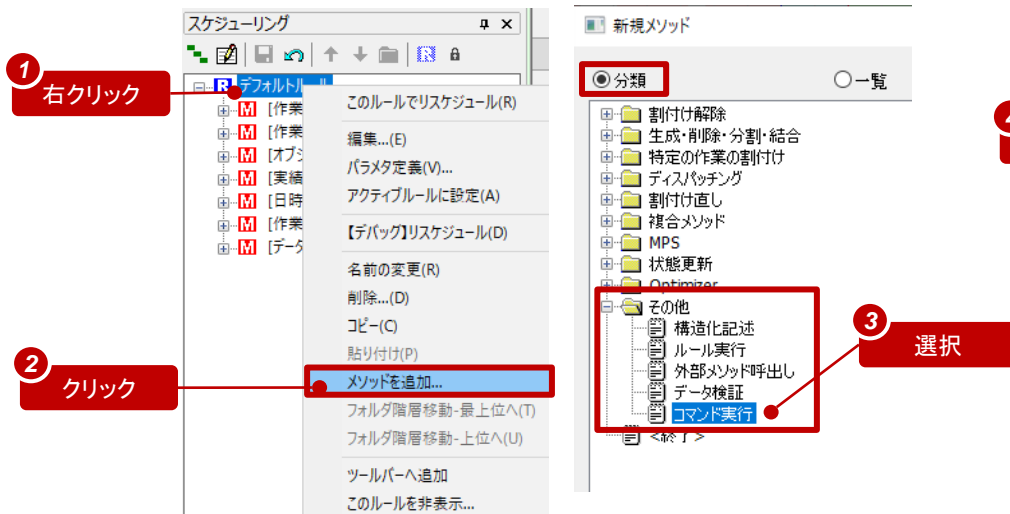 スケジューリング
1
右クリック
デフォルトルール
[作業
[作業
[オブジ
[実績
[日時
[作業
[データ
このルールでリスケジュール(R)
編集...(E)
パラメタ定義(V)...
アクティブルールに設定(A)
【デバッグ】リスケジュール(D)
名前の変更(R)
削除...(D)
コピー(C)
貼り付け(P)
メソッドを追加...
フォルダ階層移動-最上位へ(T)
フォルダ階層移動-上位へ(U)
ツールバーへ追加
このルールを非表示...
2
クリック
新規メソッド
分類
一覧
割付け解除
生成・削除・分割・結合
特定の作業の割付け
ディスパッチング
割付け直し
複合メソッド
MPS
状態更新
Optimizer
その他
構造化記述
ルール実行
外部メソッド呼出し
データ検証
コマンド実行
<終了>
3
選択
4